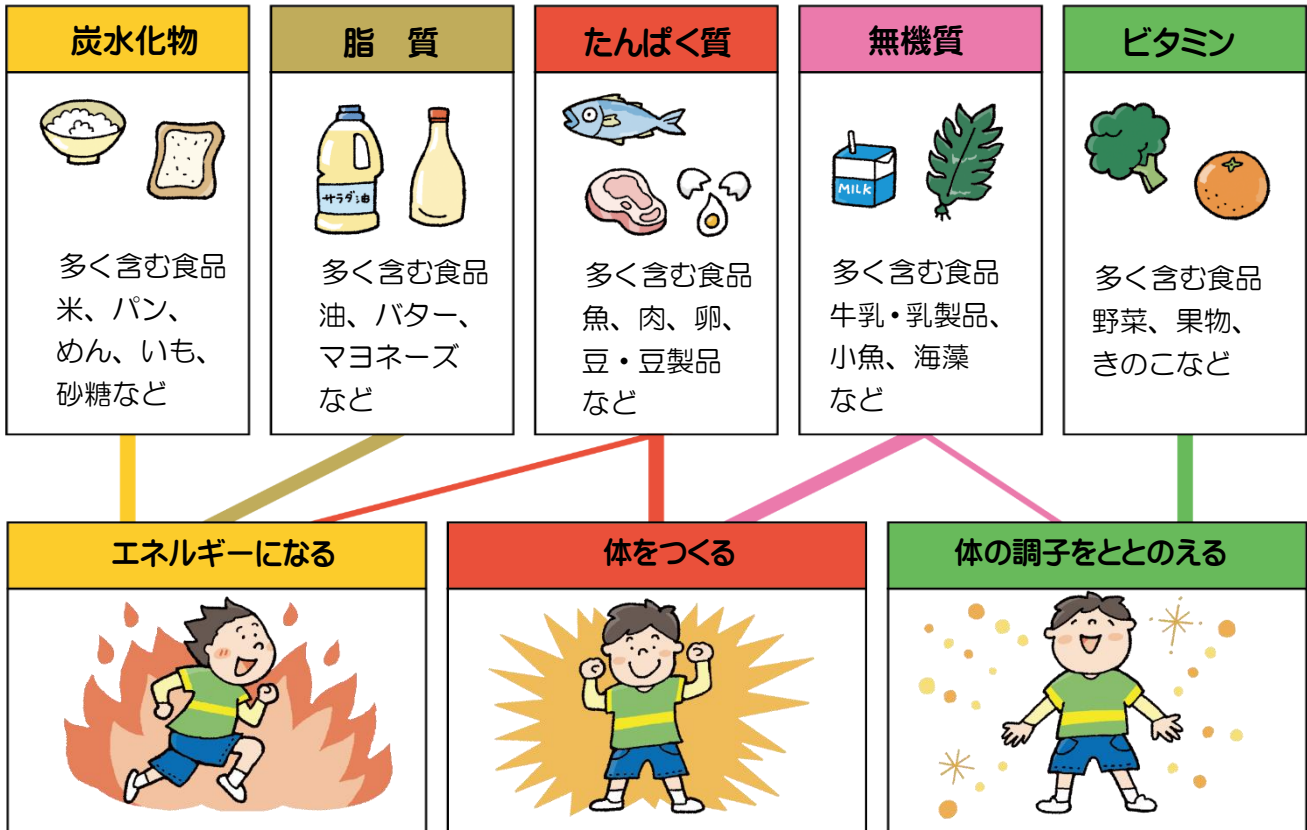 炭水化物
多く含む食品
米、パン、
めん、いも、
砂糖など
脂 質
サラダ油
多く含む食品
油、バター、
マヨネーズ
など
たんぱく質
多く含む食品
魚、肉、卵、
豆・豆製品
など
無機質
MILK
多く含む食品
牛乳・乳製品、
小魚、海藻
など
ビタミン
多く含む食品
野菜、果物、
きのこなど
エネルギーになる
体をつくる
体の調子をととのえる